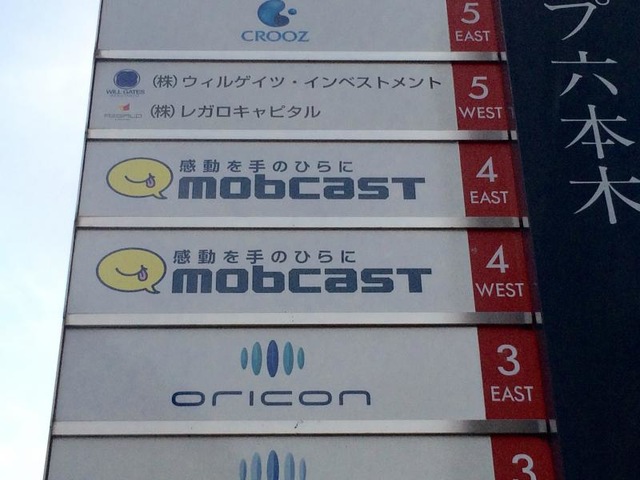 CROOZ
5
EAST
WILL GATES
(株)ウィルゲイツ・インベストメント
(株)レガロキャピタル
5
WEST
感動を手のひらに
mobcast
4
EAST
感動を手のひらに
mobcast
4
WEST
oricon
3
EAST
3
プ六本木